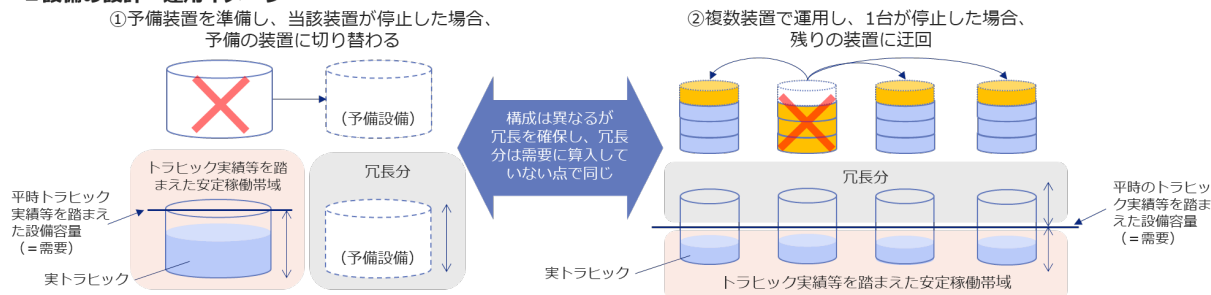 ①予備装置を準備し、当該装置が停止した場合、
予備の装置に切り替わる
(予備設備)
トラヒック実績等を踏
まえた安定稼働帯域
冗長分
平時トラヒック
実績等を踏まえ
た設備容量
(=需要)
(予備設備)
実トラヒック
構成は異なるが
冗長を確保し、冗長
分は需要に算入して
いない点で同じ
②複数装置で運用し、1台が停止した場合、
残りの装置に迂回
冗長分
平時のトラヒッ
ク実績等を踏ま
えた設備容量
(=需要)
実トラヒック
トラヒック実績等を踏まえた安定稼働帯域